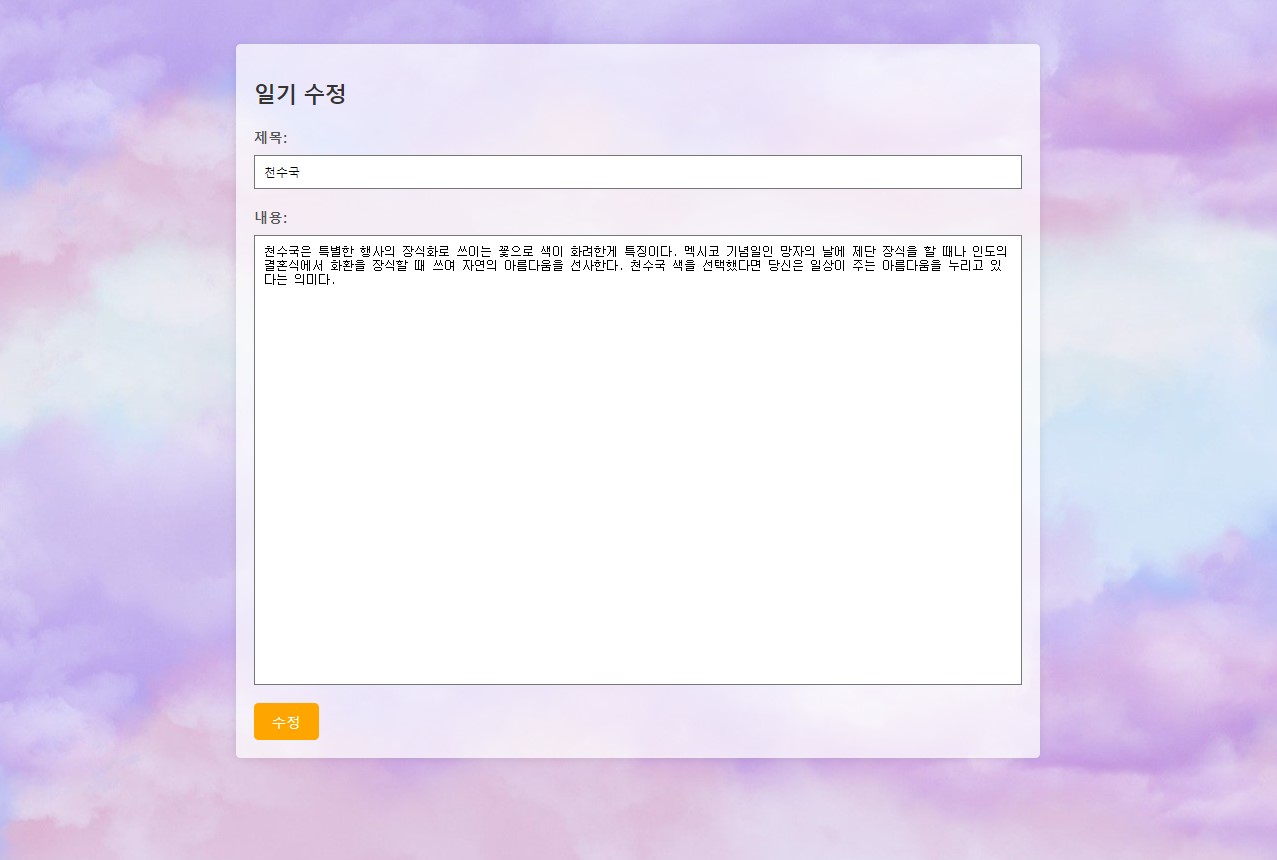 일기 수정
제목:
천수국
내용:
천수국은 특별한 행사의 장식화로 쓰이는 꽃으로 색이 화려한게 특징이다. 멕시코 기념일인 망자의 날에 제단 장식을 할 때나 인도의
결혼식에서 화환을 장식할 때 쓰여 자연의 아름다움을 선사한다. 천수국 색을 선택했다면 당신은 일상이 주는 아름다움을 누리고 있
다는 의미다.
수정